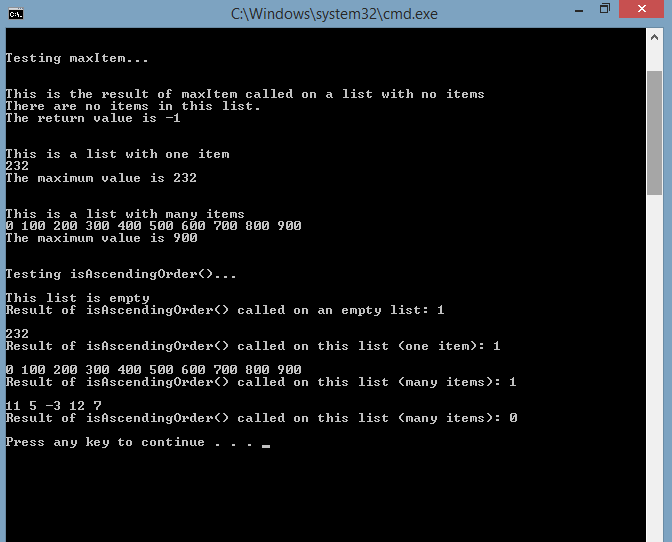 C:\Windows\system32\cmd.exe
Testing maxItem...
This is the result of maxItem called on a list with no items
There are no items in this list.
The return value is -1
This is a list with one item
232
The maximum value is 232
This is a list with many items
0 100 200 300 400 500 600 700 800 900
The maximum value is 900
Testing isAscendingOrder()...
This list is empty
Result of isAscendingOrder() called on an empty list: 1
232
Result of isAscendingOrder() called on this list (one item): 1
0 100 200 300 400 500 600 700 800 900
Result of isAscendingOrder() called on this list (many items): 1
11 5 -3 12 7
Result of isAscendingOrder() called on this list (many items): 0
Press any key to continue . . . _